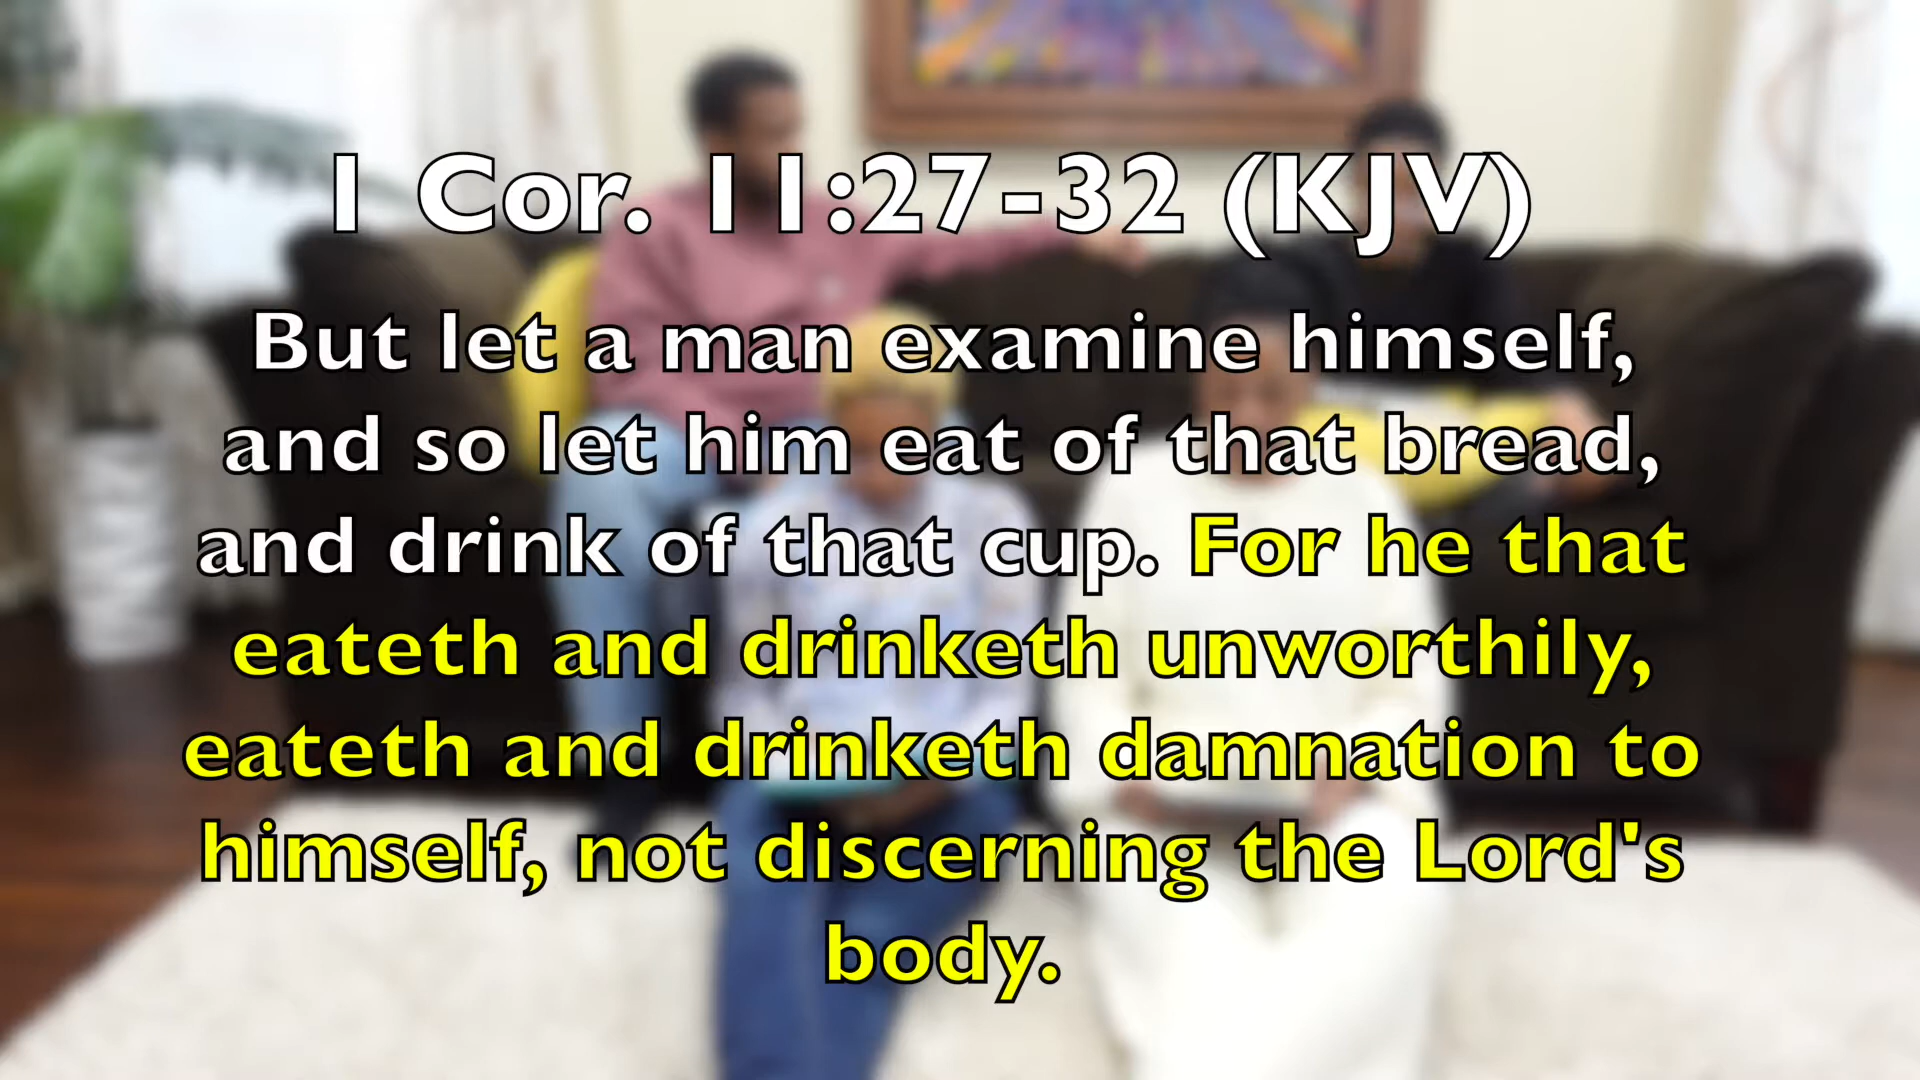 1 Cor. 11:27-32 (KJV)
But let a man examine himself,
and so let him eat of that bread,
and drink of that cup. For he that
eateth and drinketh unworthily,
eateth and drinketh damnation to
himself, not discerning the Lord's
body.